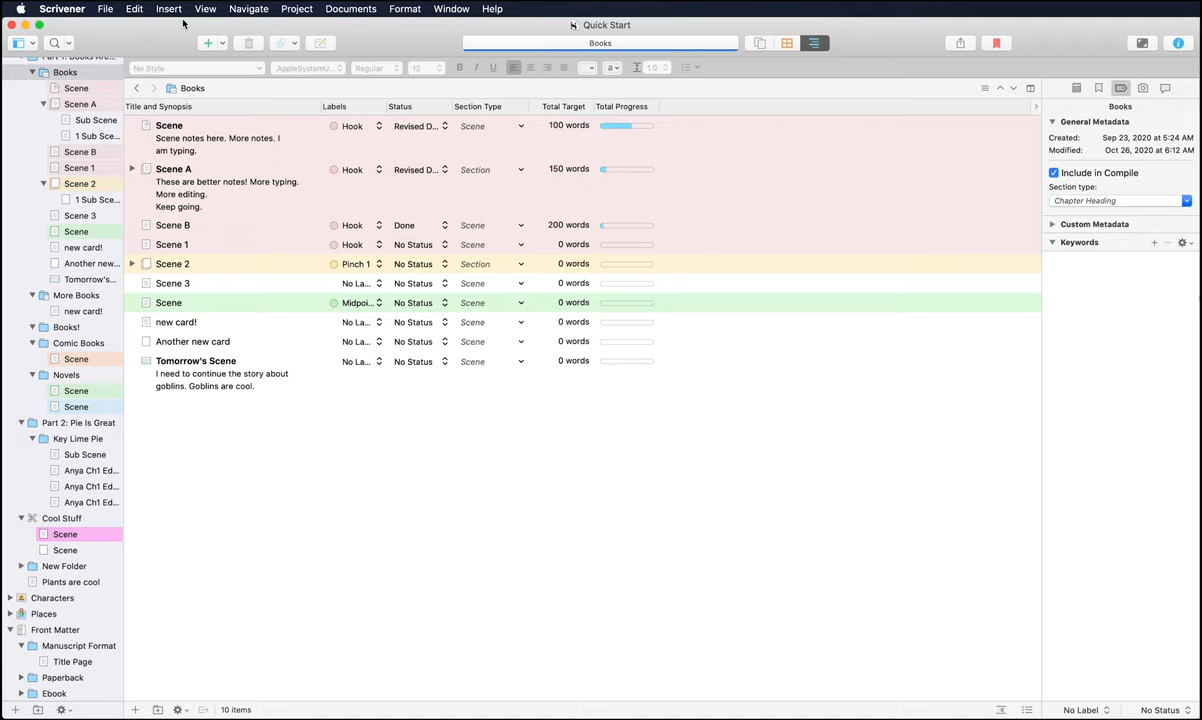 Scrivener File Edit Insert View Navigate Project Documents Format Window Help
Quick Start
Books
No Style .AppleSystemU... Regular 12 B I U a 1.0
Part 1: Books Are...
Books
Scene
Scene A
Sub Scene
1 Sub Sce...
Scene B
Scene 1
Scene 2
1 Sub Sce...
Scene 3
Scene
new card!
Another new...
Tomorrow's...
More Books
new card!
Books!
Comic Books
Scene
Novels
Scene
Scene
Part 2: Pie Is Great
Key Lime Pie
Sub Scene
Anya Ch1 Ed...
Anya Ch1 Ed...
Anya Ch1 Ed...
Cool Stuff
Scene
Scene
New Folder
Plants are cool
Characters
Places
Front Matter
Manuscript Format
Title Page
Paperback
Ebook
Books
Title and Synopsis Labels Status Section Type Total Target Total Progress
Scene Hook Revised D... Scene 100 words
Scene notes here. More notes. I
am typing.
Scene A Hook Revised D... Section 150 words
These are better notes! More typing.
More editing.
Keep going.
Scene B Hook Done Scene 200 words
Scene 1 Hook No Status Scene 0 words
Scene 2 Pinch 1 No Status Section 0 words
Scene 3 No La... No Status Scene 0 words
Scene Midpoi... No Status Scene 0 words
new card! No La... No Status Scene 0 words
Another new card No La... No Status Scene 0 words
Tomorrow's Scene No La... No Status Scene 0 words
I need to continue the story about
goblins. Goblins are cool.
10 items
Books
General Metadata
Created: Sep 23, 2020 at 5:24 AM
Modified: Oct 26, 2020 at 6:12 AM
Include in Compile
Section type:
Chapter Heading
Custom Metadata
Keywords
No Label No Status